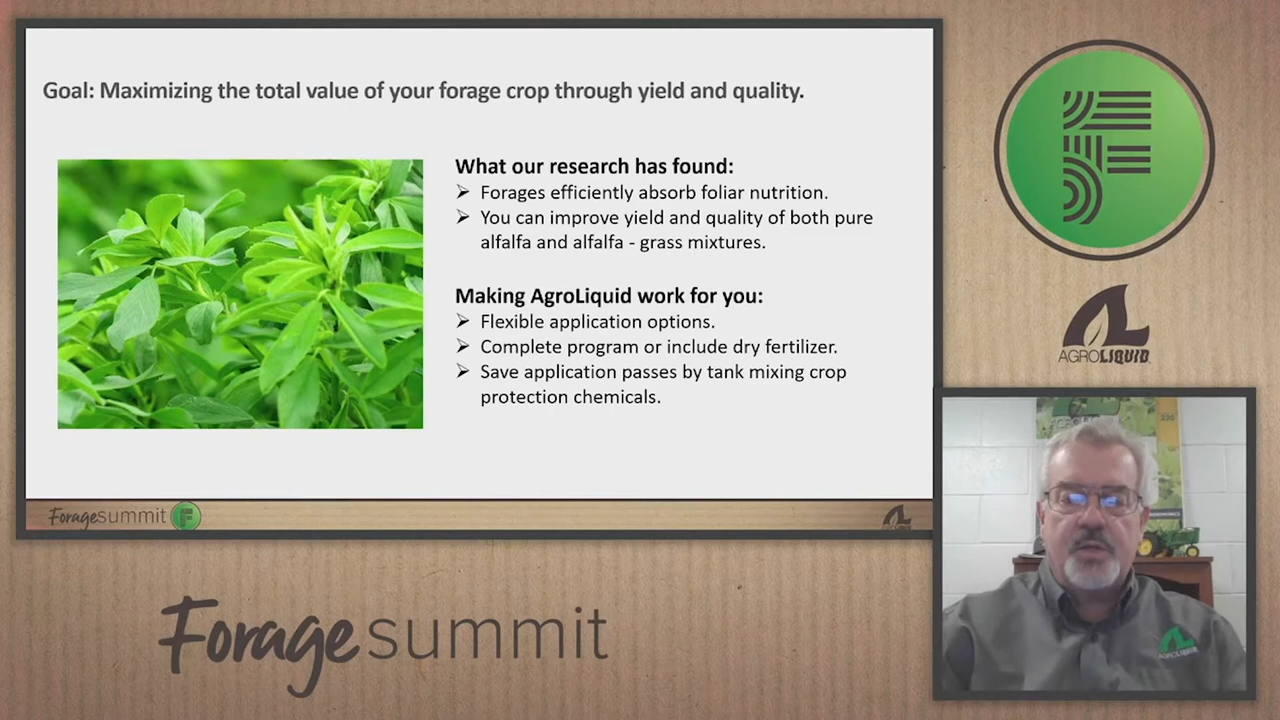 Goal: Maximizing the total value of your forage crop through yield and quality.
What our research has found:
➢ Forages efficiently absorb foliar nutrition.
➢ You can improve yield and quality of both pure
alfalfa and alfalfa - grass mixtures.
Making AgroLiquid work for you:
➢ Flexible application options.
➢ Complete program or include dry fertilizer.
➢ Save application passes by tank mixing crop
protection chemicals.
Foragesummit F
F
AGROLIQUID
AGROLIQUID
Forage summit